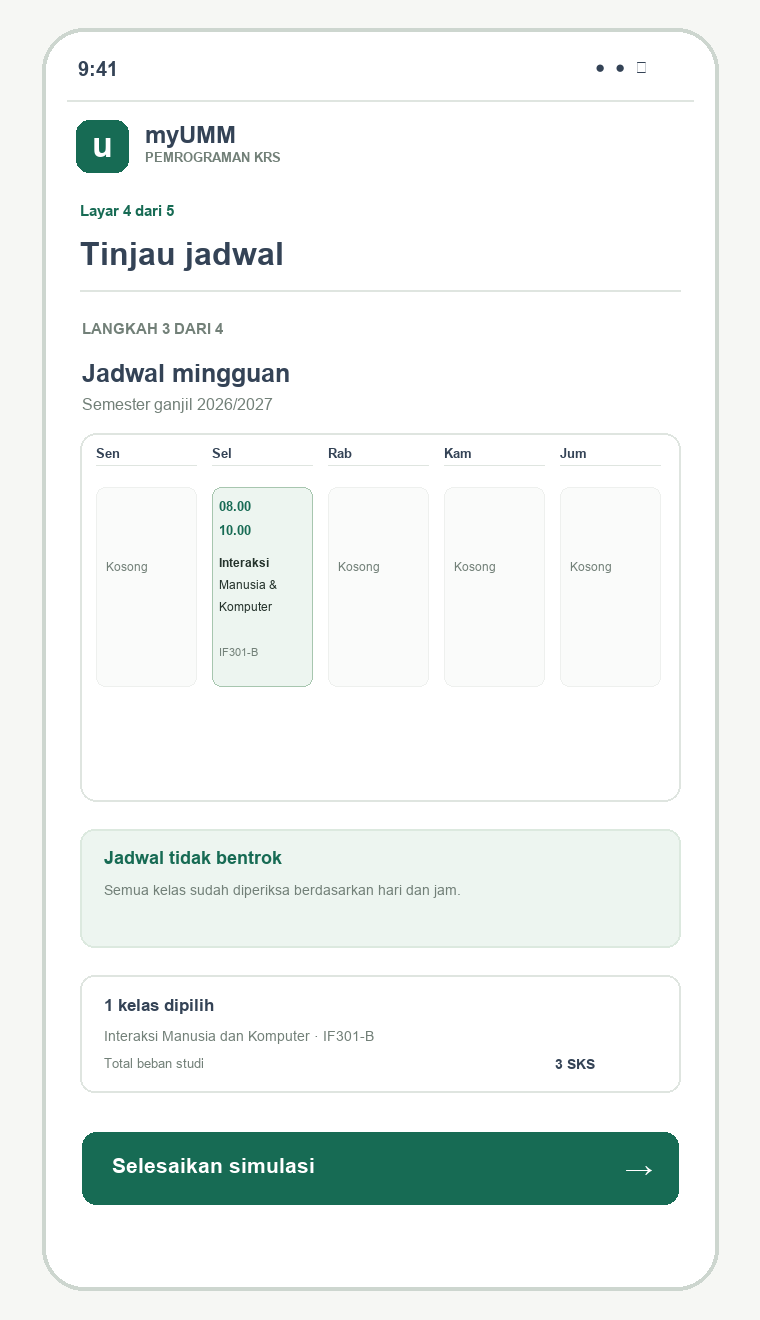 9:41
u
myUMM
PEMROGRAMAN KRS
Layar 4 dari 5
Tinjau jadwal
LANGKAH 3 DARI 4
Jadwal mingguan
Semester ganjil 2026/2027
Sen Sel Rab Kam Jum
08.00
10.00
Interaksi
Kosong Kosong Kosong Kosong
Manusia &
Komputer
IF301-B
Jadwal tidak bentrok
Semua kelas sudah diperiksa berdasarkan hari dan jam.
1 kelas dipilih
Interaksi Manusia dan Komputer · IF301-B
Total beban studi 3 SKS
Selesaikan simulasi →